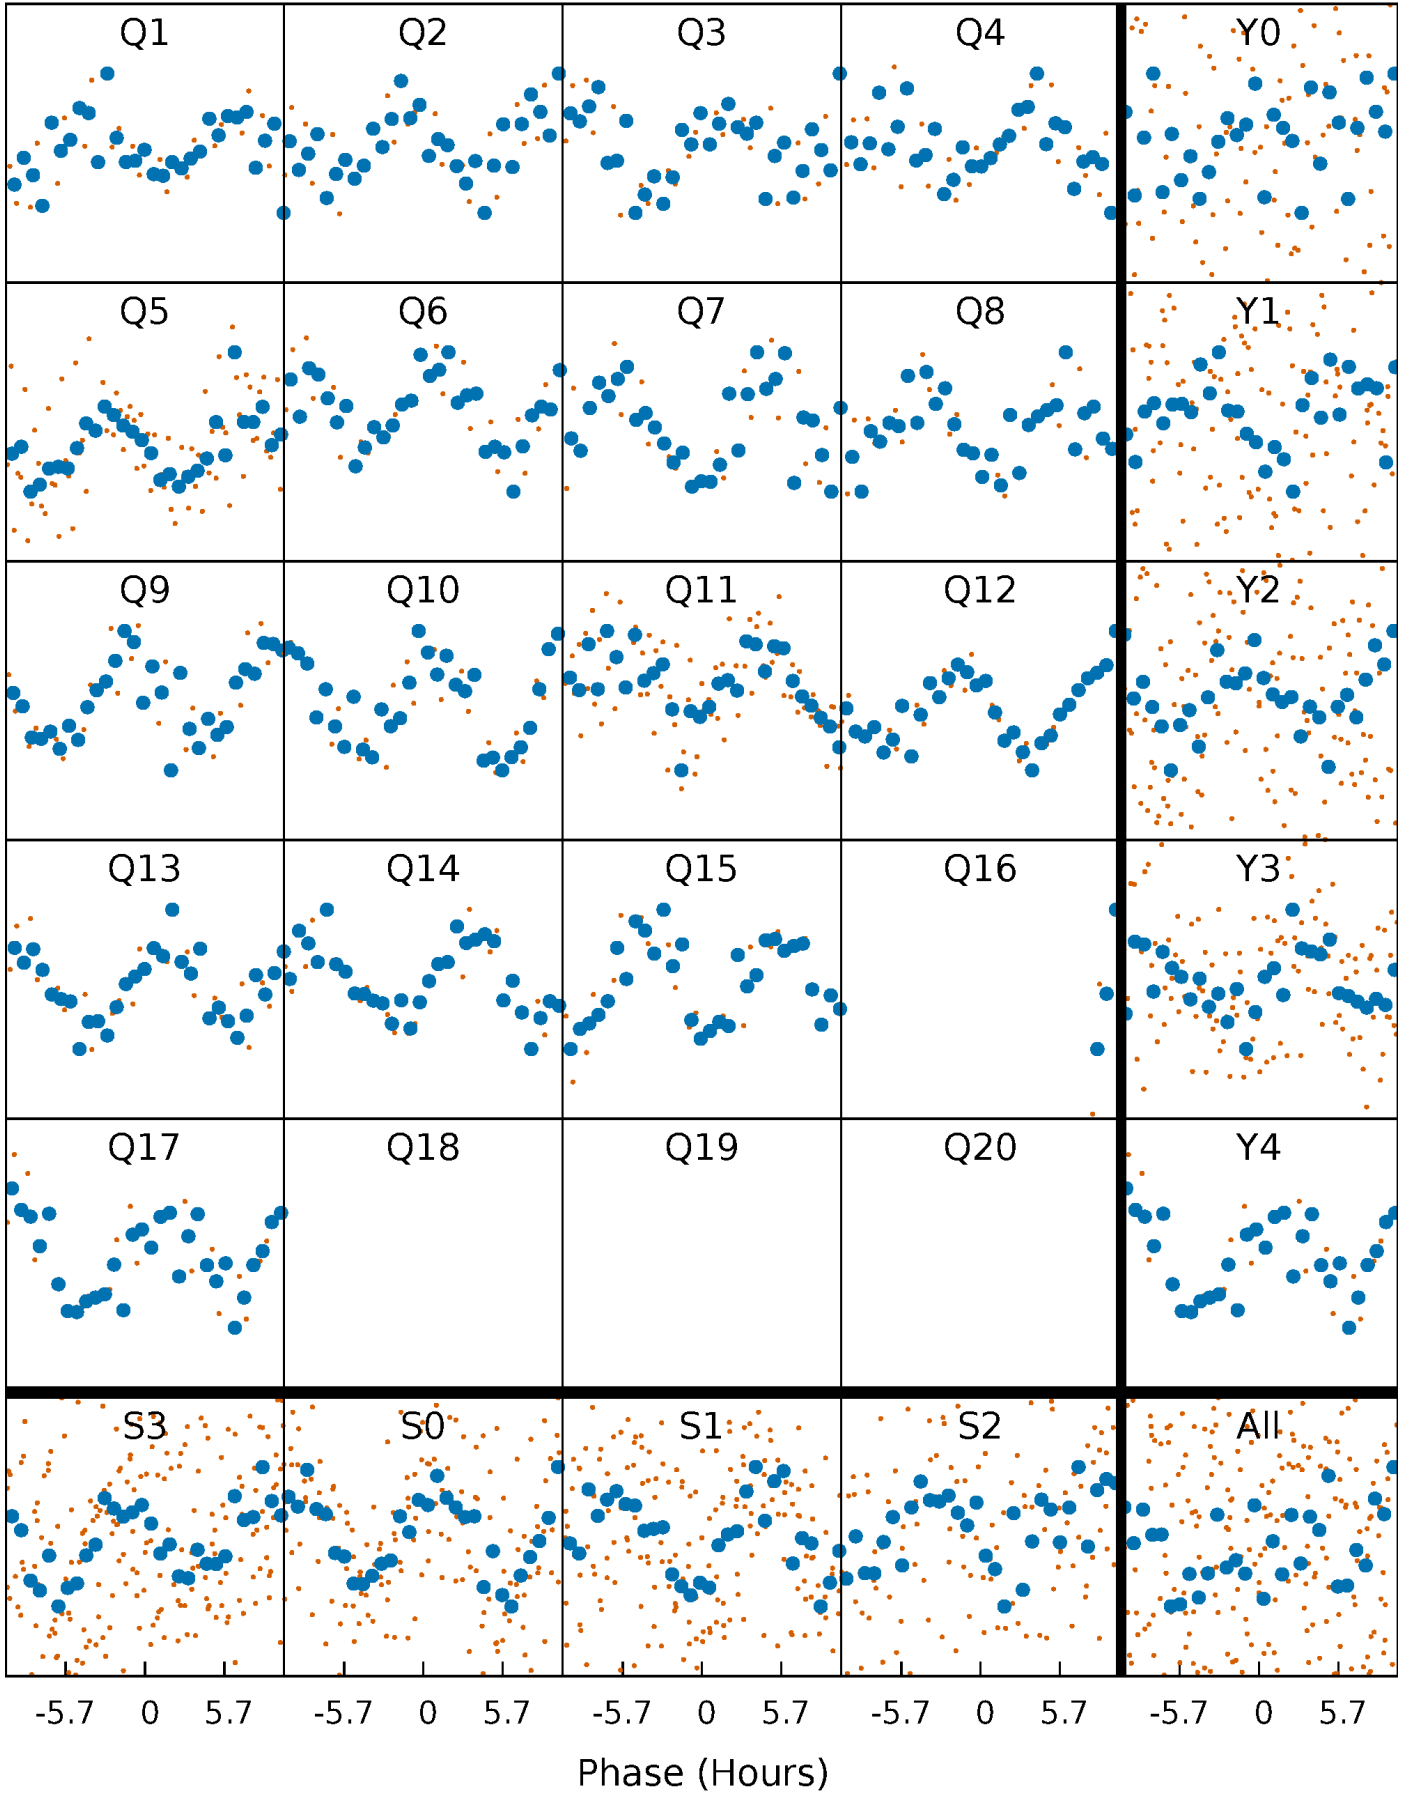 Q1 Q2 Q3 Q4 Y0
Q5 Q6 Q7 Q8 Y1
Q9 Q10 Q11 Q12 Y2
Q13 Q14 Q15 Q16 Y3
Q17 Q18 Q19 Q20 Y4
S3 S0 S1 S2 All
-5.7 0 5.7 -5.7 0 5.7 -5.7 0 5.7 -5.7 0 5.7 -5.7 0 5.7
Phase (Hours)